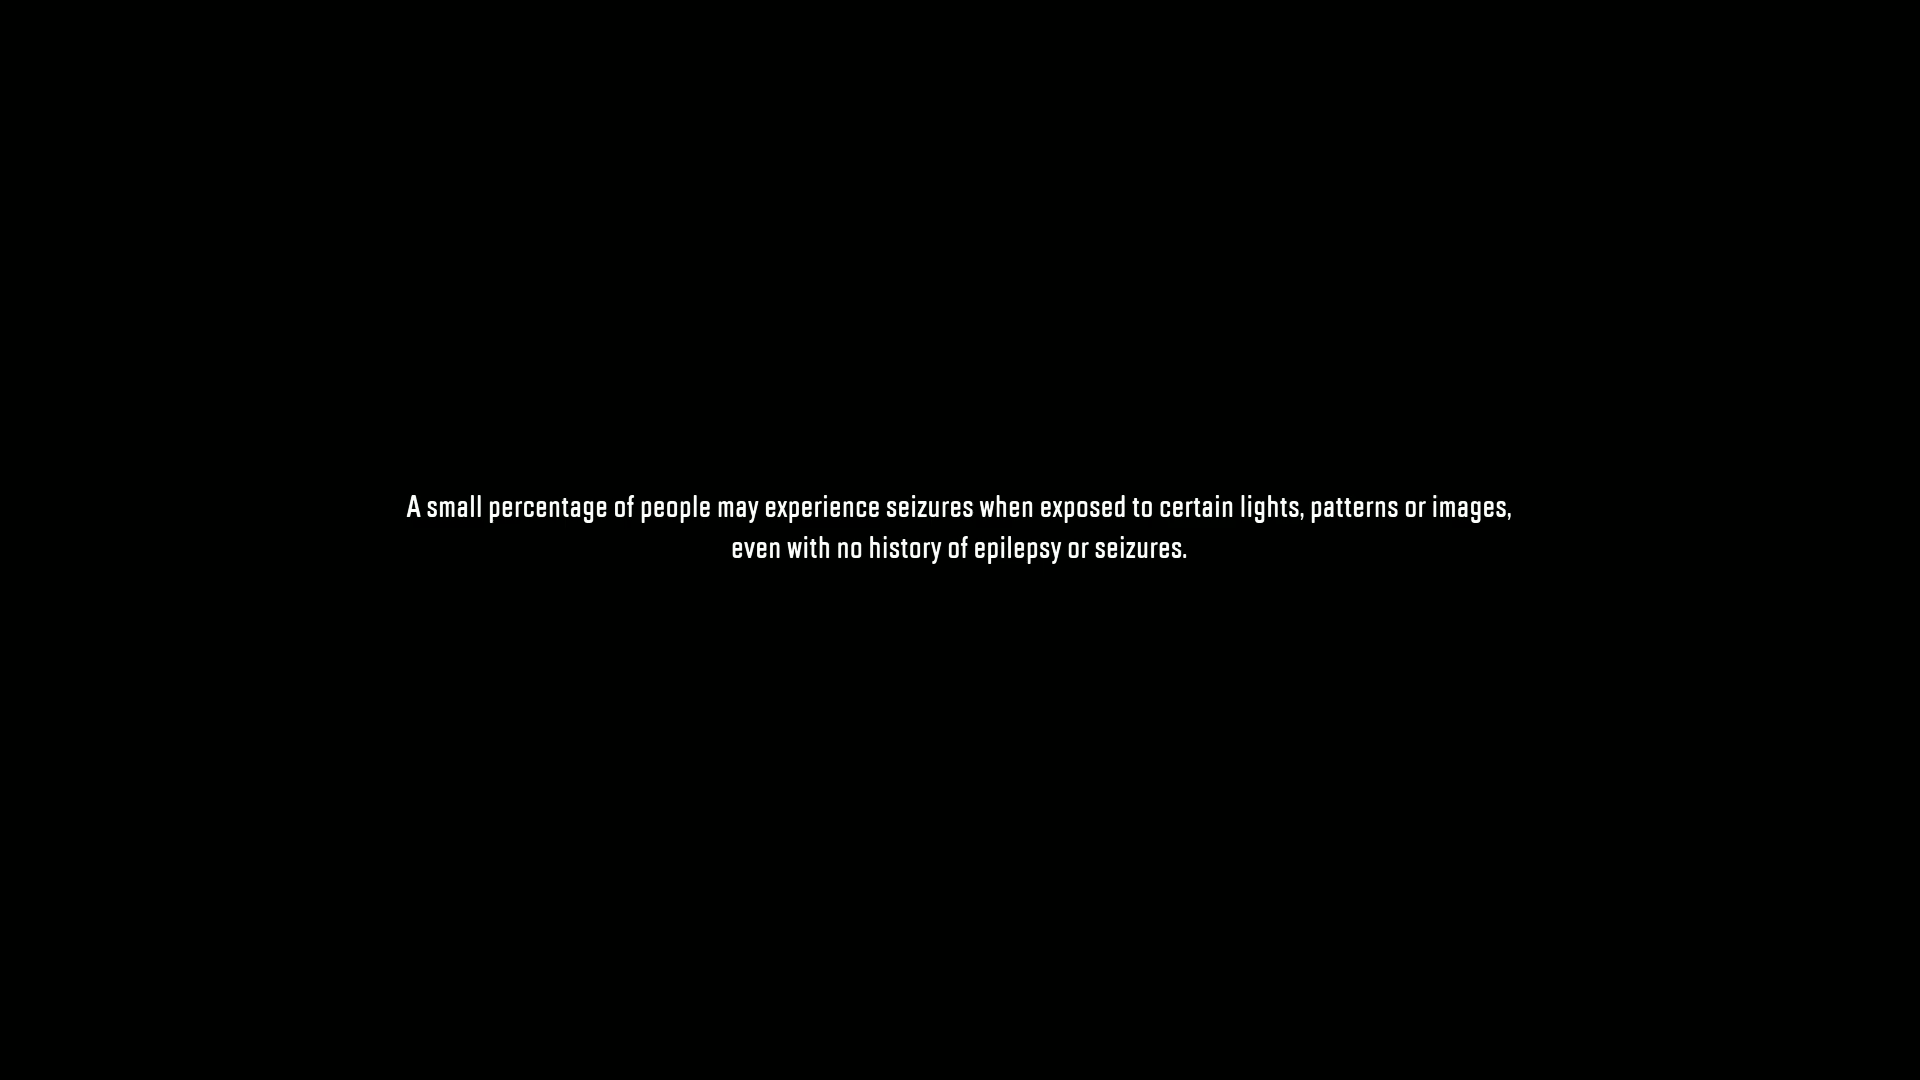 A small percentage of people may experience seizures when exposed to certain lights, patterns or images,
even with no history of epilepsy or seizures.